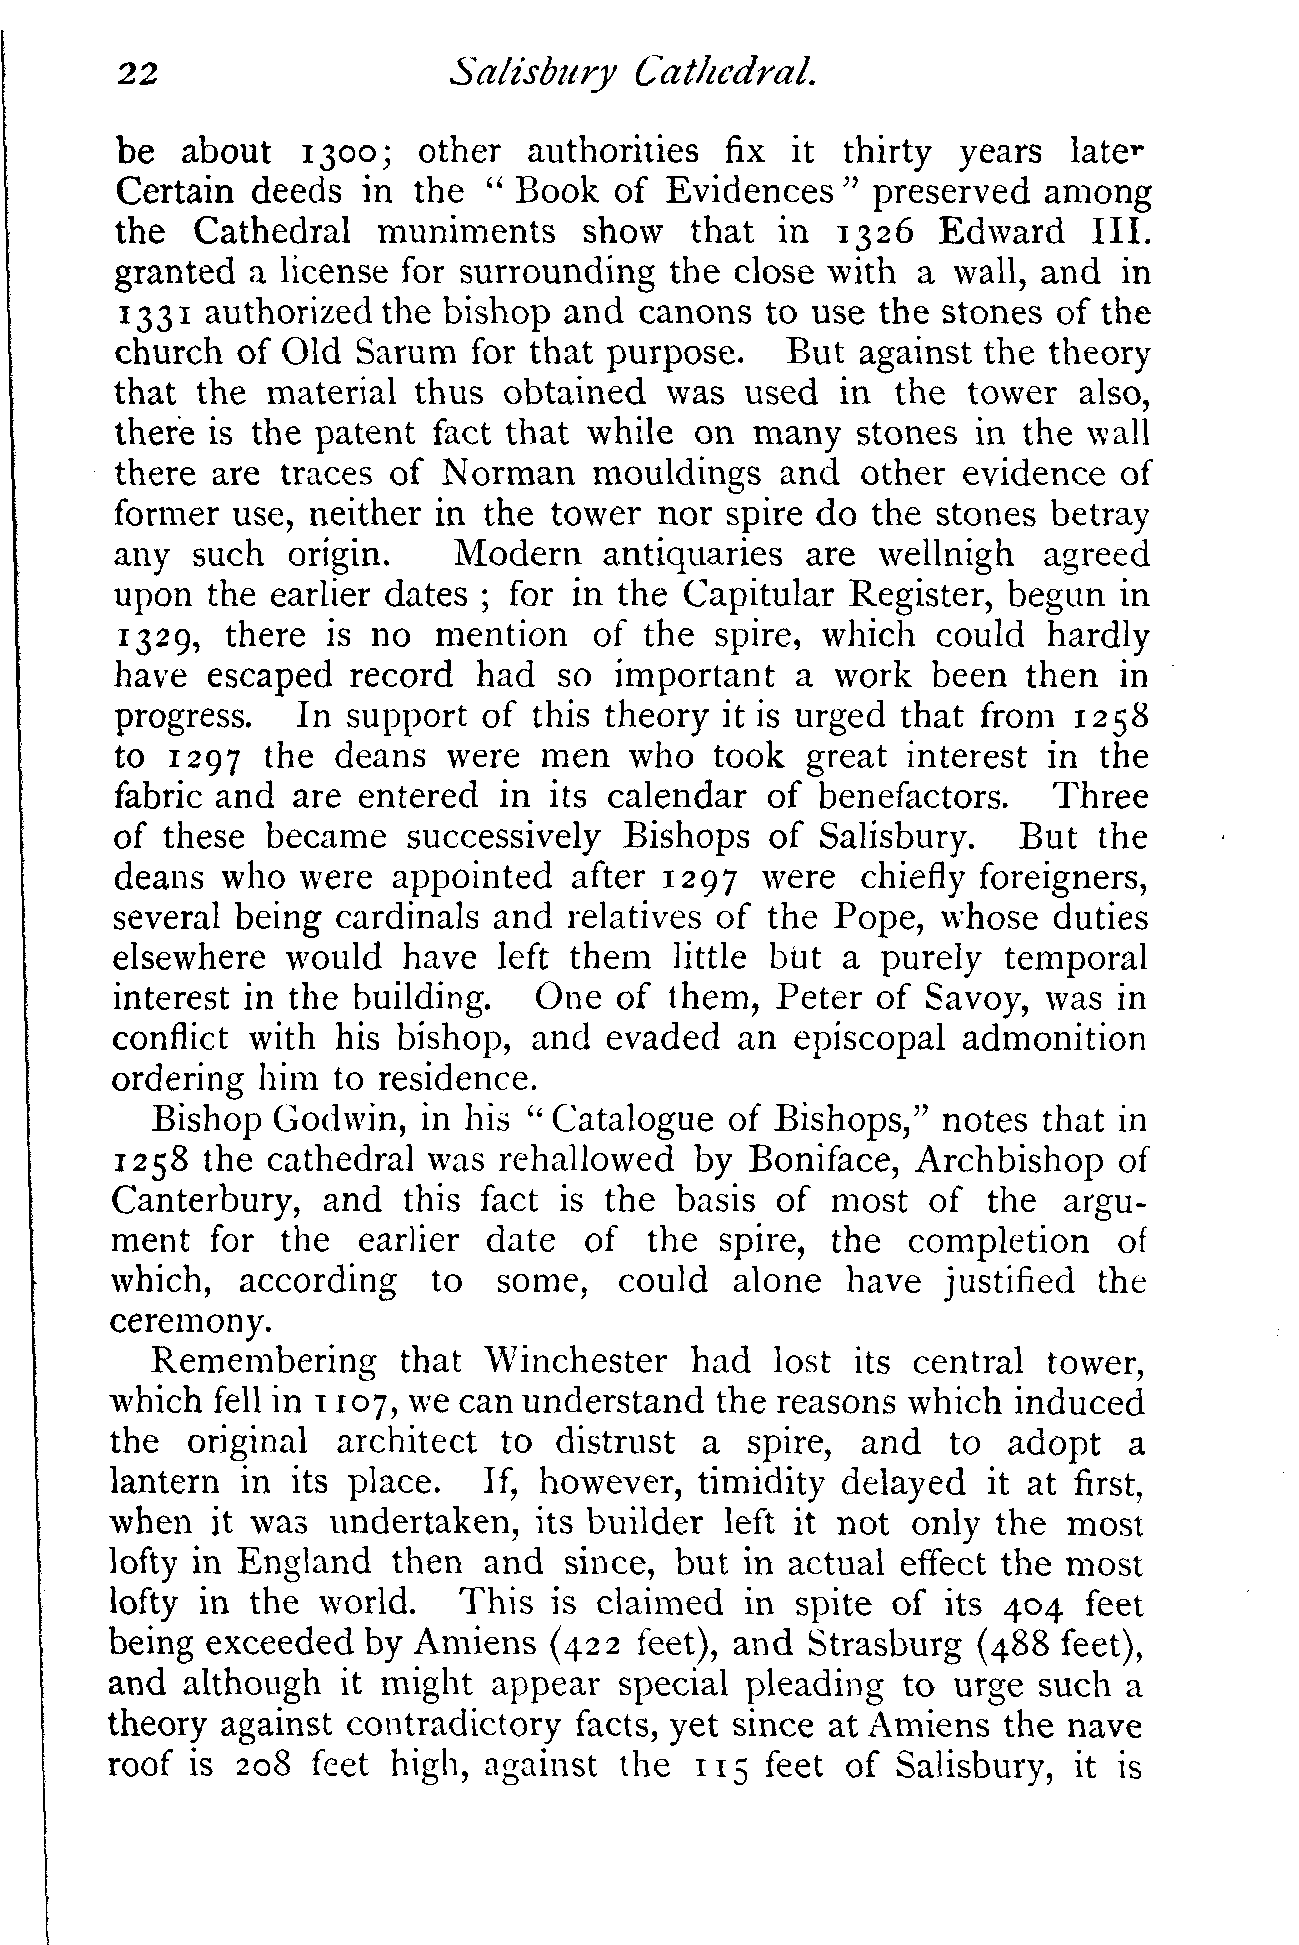 22 Salisbury Cathedral.
be about 1300; other authorities fix it thirty years later
Certain deeds in the "Book of Evidences" preserved among
the Cathedral muniments show that in 1326 Edward III.
granted a license for surrounding the close with a wall, and in
1331 authorized the bishop and canons to use the stones of the
church of Old Sarum for that purpose. But against the theory
that the material thus obtained was used in the tower also,
there is the patent fact that while on many stones in the wall
there are traces of Norman mouldings and other evidence of
former use, neither in the tower nor spire do the stones betray
any such origin. Modern antiquaries are wellnigh agreed
upon the earlier dates ; for in the Capitular Register, begun in
1329, there is no mention of the spire, which could hardly
have escaped record had so important a work been then in
progress. In support of this theory it is urged that from 1258
to 1297 the deans were men who took great interest in the
fabric and are entered in its calendar of benefactors. Three
of these became successively Bishops of Salisbury. But the
deans who were appointed after 1297 were chiefly foreigners,
several being cardinals and relatives of the Pope, whose duties
elsewhere would have left them little but a purely temporal
interest in the building. One of them, Peter of Savoy, was in
conflict with his bishop, and evaded an episcopal admonition
ordering him to residence.
Bishop Godwin, in his "Catalogue of Bishops," notes that in
1258 the cathedral was rehallowed by Boniface, Archbishop of
Canterbury, and this fact is the basis of most of the argu-
ment for the earlier date of the spire, the completion of
which, according to some, could alone have justified the
ceremony.
Remembering that Winchester had lost its central tower,
which fell in 1107, we can understand the reasons which induced
the original architect to distrust a spire, and to adopt a
lantern in its place. If, however, timidity delayed it at first,
when it was undertaken, its builder left it not only the most
lofty in England then and since, but in actual effect the most
lofty in the world. This is claimed in spite of its 404 feet
being exceeded by Amiens (422 feet), and Strasburg (488 feet),
and although it might appear special pleading to urge such a
theory against contradictory facts, yet since at Amiens the nave
roof is 208 feet high, against the 115 feet of Salisbury, it is